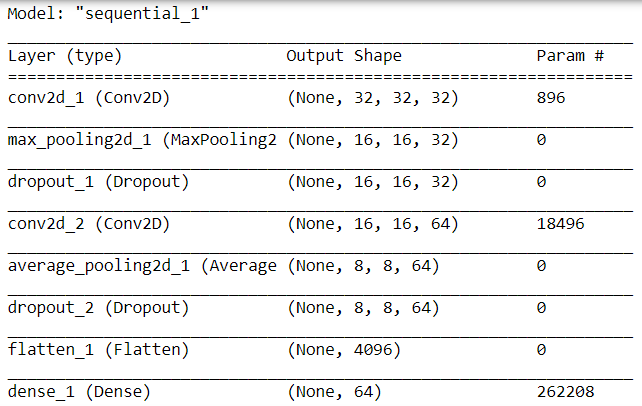 Model: "sequential_1"
Layer (type) Output Shape Param #
conv2d_1 (Conv2D) (None, 32, 32, 32) 896
max_pooling2d_1 (MaxPooling2 (None, 16, 16, 32) 0
dropout_1 (Dropout) (None, 16, 16, 32) 0
conv2d_2 (Conv2D) (None, 16, 16, 64) 18496
average_pooling2d_1 (Average (None, 8, 8, 64) 0
dropout_2 (Dropout) (None, 8, 8, 64) 0
flatten_1 (Flatten) (None, 4096) 0
dense_1 (Dense) (None, 64) 262208